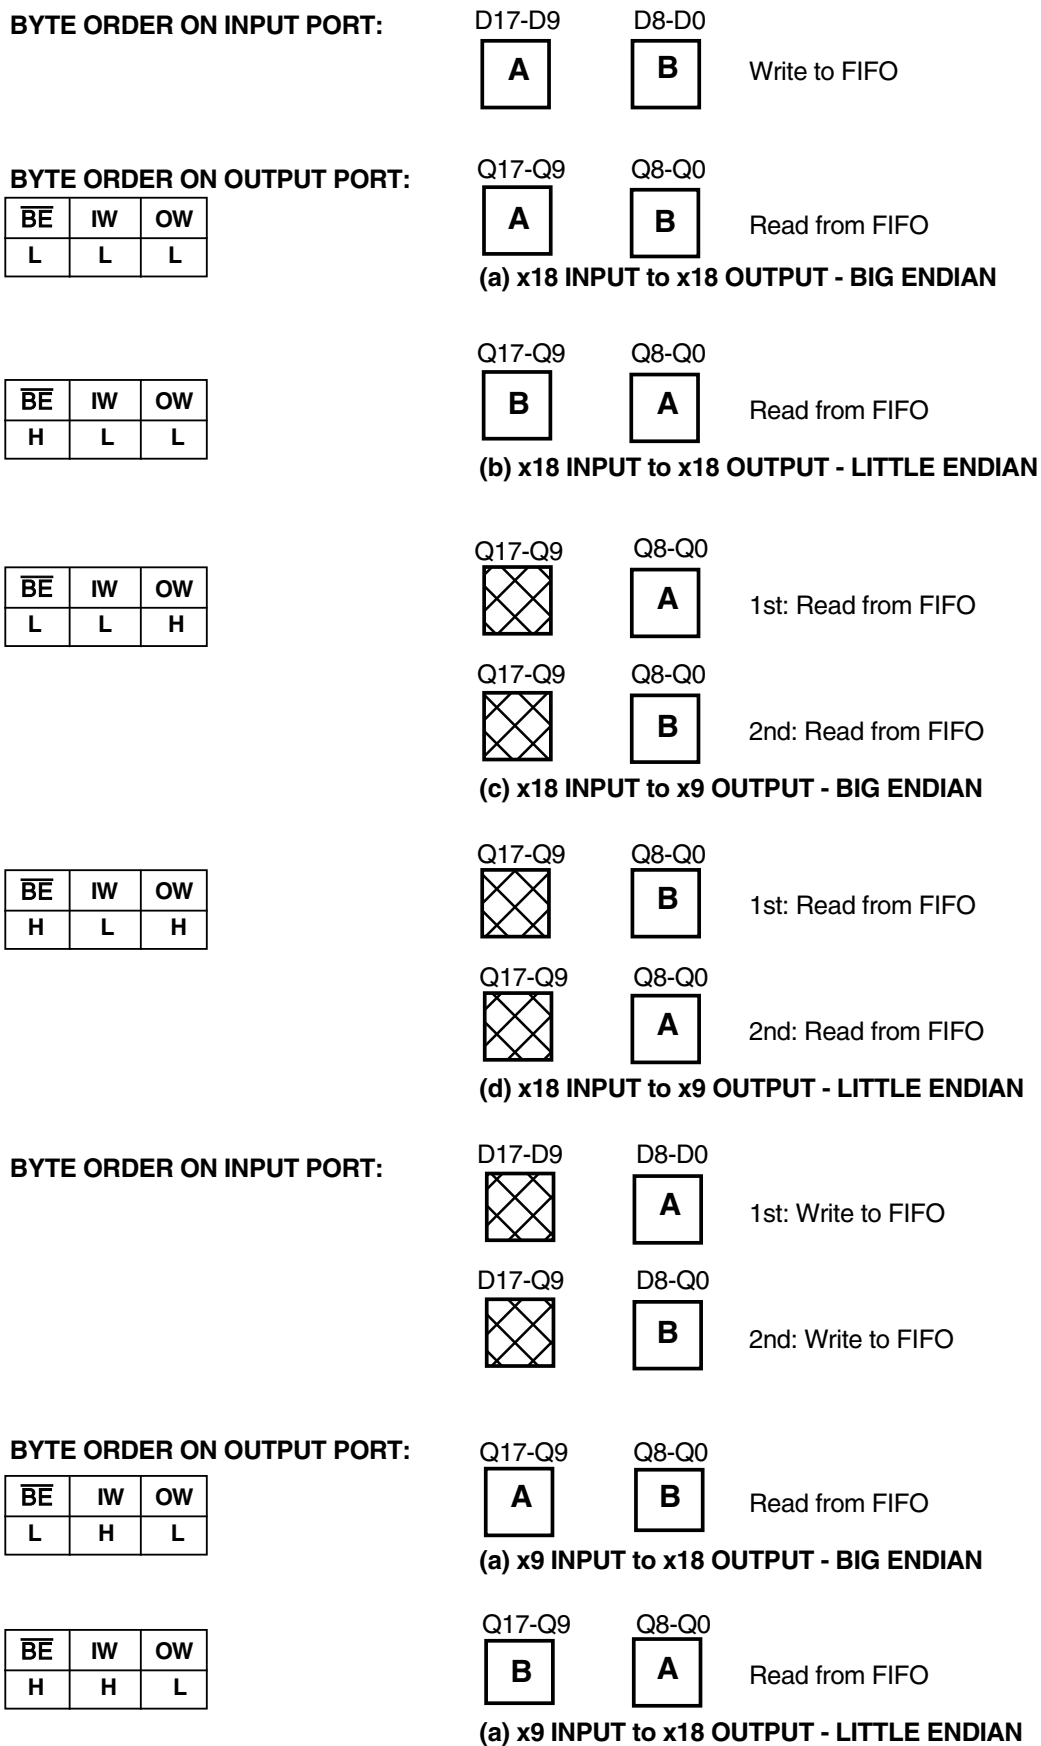 BYTE ORDER ON INPUT PORT:
D17-D9 D8-D0
A B Write to FIFO
BYTE ORDER ON OUTPUT PORT:
Q17-Q9 Q8-Q0
B̅E̅ IW OW
L L L
A B Read from FIFO
(a) x18 INPUT to x18 OUTPUT - BIG ENDIAN
Q17-Q9 Q8-Q0
B̅E̅ IW OW
H L L
B A Read from FIFO
(b) x18 INPUT to x18 OUTPUT - LITTLE ENDIAN
Q17-Q9 Q8-Q0
B̅E̅ IW OW
L L H
A 1st: Read from FIFO
Q17-Q9 Q8-Q0
B 2nd: Read from FIFO
(c) x18 INPUT to x9 OUTPUT - BIG ENDIAN
Q17-Q9 Q8-Q0
B̅E̅ IW OW
H L H
B 1st: Read from FIFO
Q17-Q9 Q8-Q0
A 2nd: Read from FIFO
(d) x18 INPUT to x9 OUTPUT - LITTLE ENDIAN
BYTE ORDER ON INPUT PORT:
D17-D9 D8-D0
A 1st: Write to FIFO
D17-Q9 D8-Q0
B 2nd: Write to FIFO
BYTE ORDER ON OUTPUT PORT:
Q17-Q9 Q8-Q0
B̅E̅ IW OW
L H L
A B Read from FIFO
(a) x9 INPUT to x18 OUTPUT - BIG ENDIAN
Q17-Q9 Q8-Q0
B̅E̅ IW OW
H H L
B A Read from FIFO
(a) x9 INPUT to x18 OUTPUT - LITTLE ENDIAN